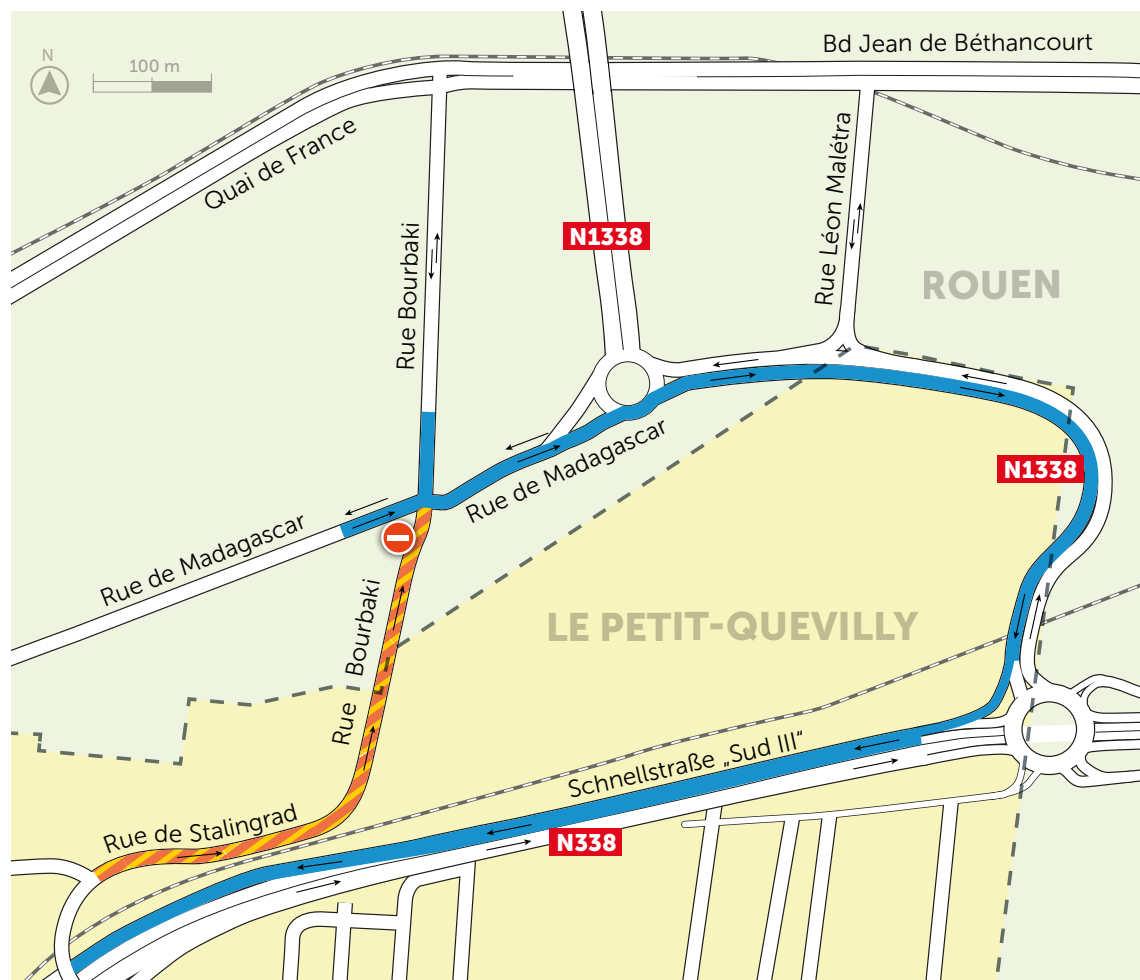 Bd Jean de Béthancourt
N
100 m
Quai de France
Rue Léon Malétra
N1338
Rue Bourbaki
ROUEN
Rue de Madagascar
N1338
Rue de Madagascar
Rue Bourbaki
LE PETIT-QUEVILLY
Schnellstraße „Sud III“
Rue de Stalingrad
N338